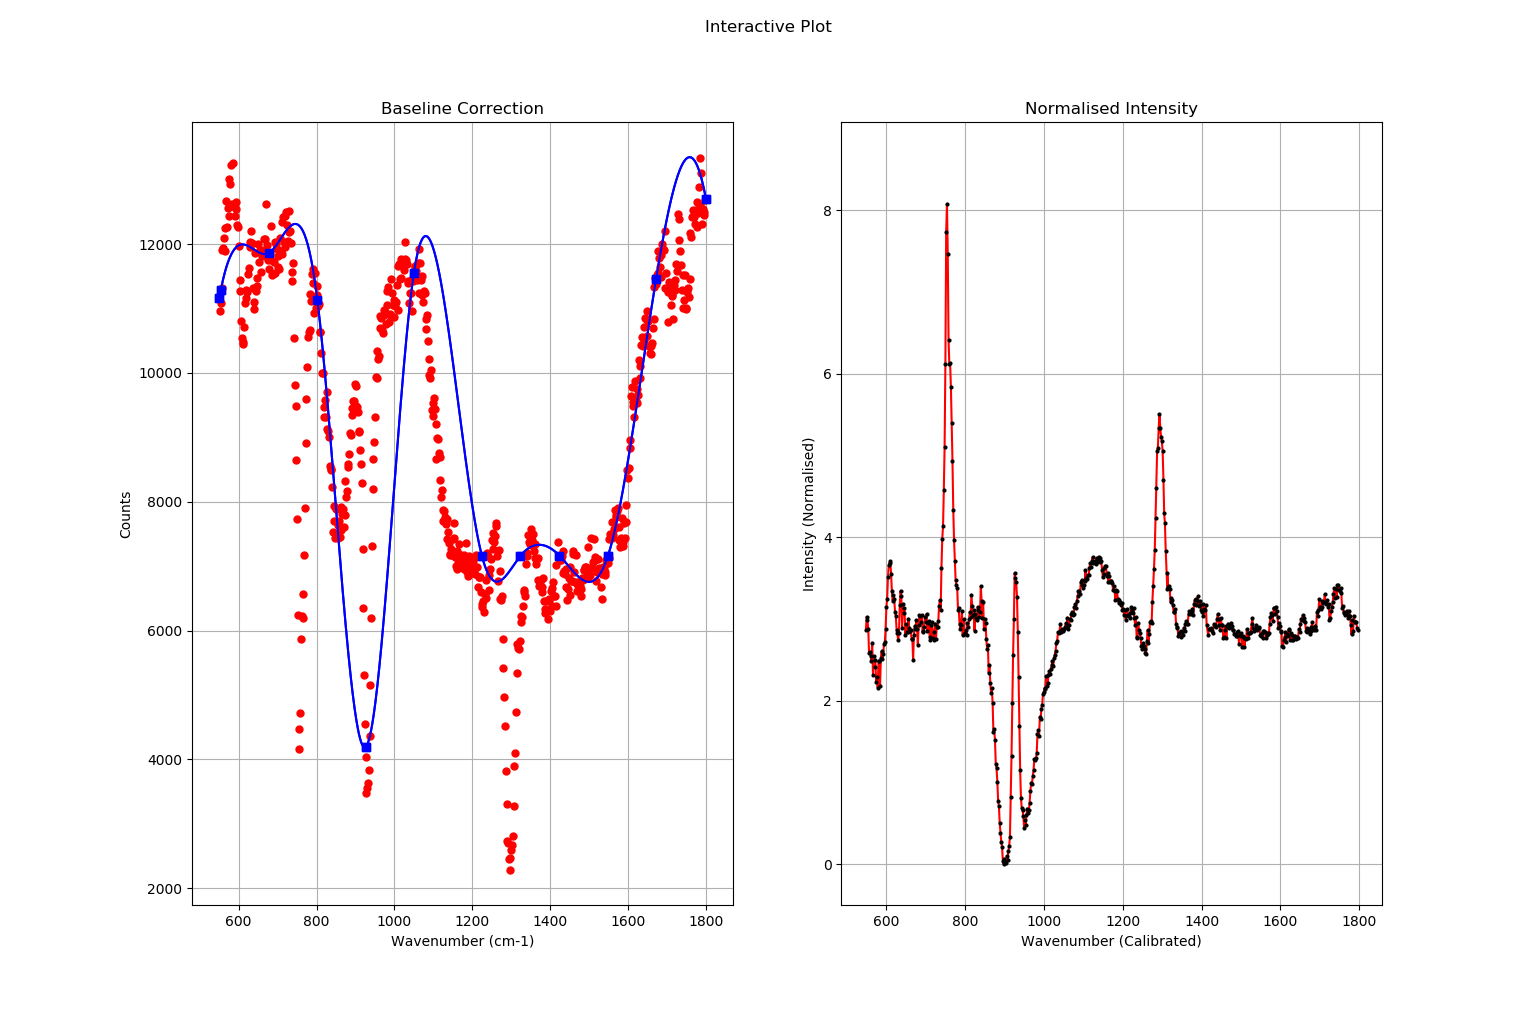 Interactive Plot
Baseline Correction
Counts
12000
10000
8000
6000
4000
2000
600 800 1000 1200 1400 1600 1800
Wavenumber (cm-1)
Normalised Intensity
Intensity (Normalised)
8
6
4
2
0
600 800 1000 1200 1400 1600 1800
Wavenumber (Calibrated)